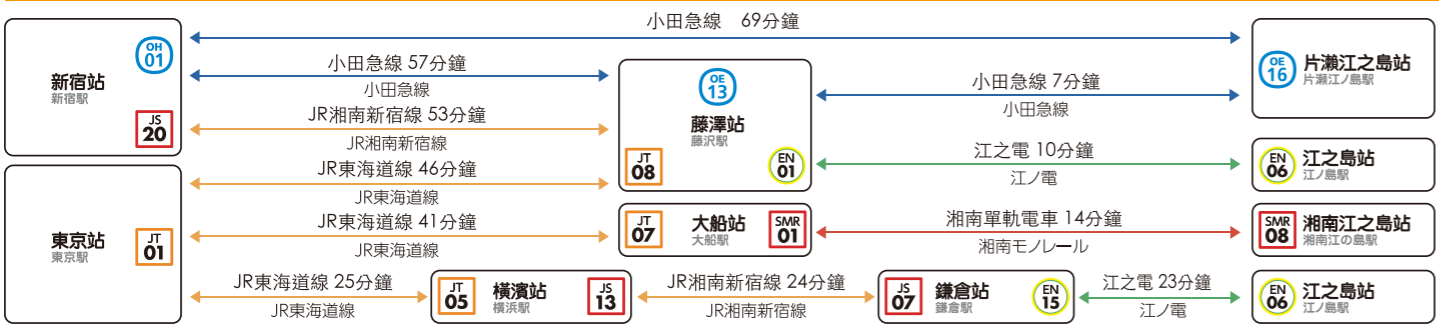 小田急線 69分鐘
新宿站
新宿駅
OH
01
JS
20
小田急線 57分鐘
小田急線
JR湘南新宿線 53分鐘
JR湘南新宿線
藤澤站
藤沢駅
OE
13
JT
08
EN
01
小田急線 7分鐘
小田急線
片瀨江之島站
片瀬江ノ島駅
OE
16
江之電 10分鐘
江ノ電
EN
06
江之島站
江ノ島駅
東京站
東京駅
JT
01
JR東海道線 46分鐘
JR東海道線
JR東海道線 41分鐘
JR東海道線
JT
07
大船站
大船駅
SMR
01
湘南單軌電車 14分鐘
湘南モノレール
SMR
08
湘南江之島站
湘南江の島駅
JR東海道線 25分鐘
JR東海道線
JT
05
橫濱站
横浜駅
JS
13
JR湘南新宿線 24分鐘
JR湘南新宿線
JS
07
鎌倉站
鎌倉駅
EN
15
江之電 23分鐘
江ノ電
EN
06
江之島站
江ノ島駅